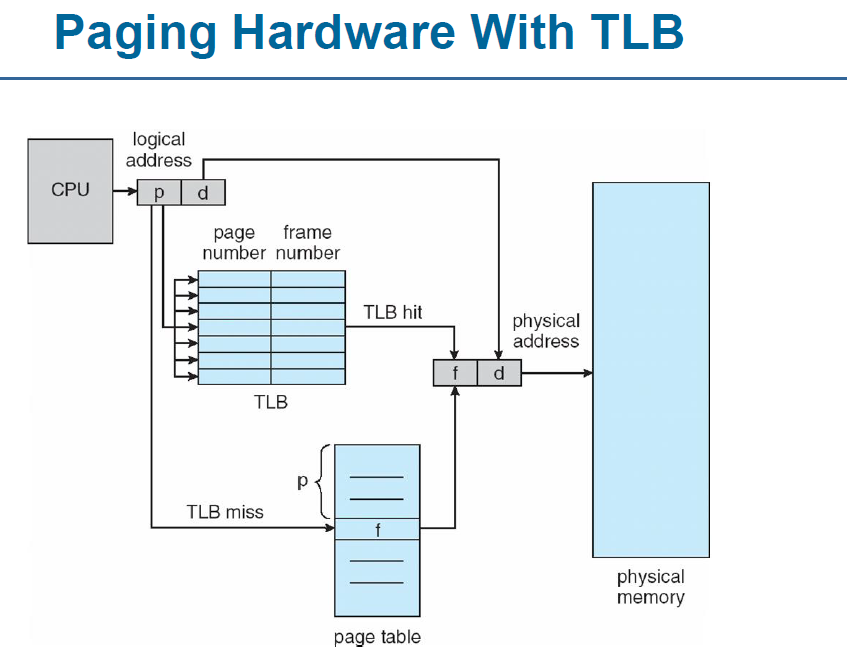 Paging Hardware With TLB
logical
address
CPU
p
d
page
number
frame
number
TLB hit
physical
address
f
d
TLB
p
TLB miss
f
page table
physical
memory